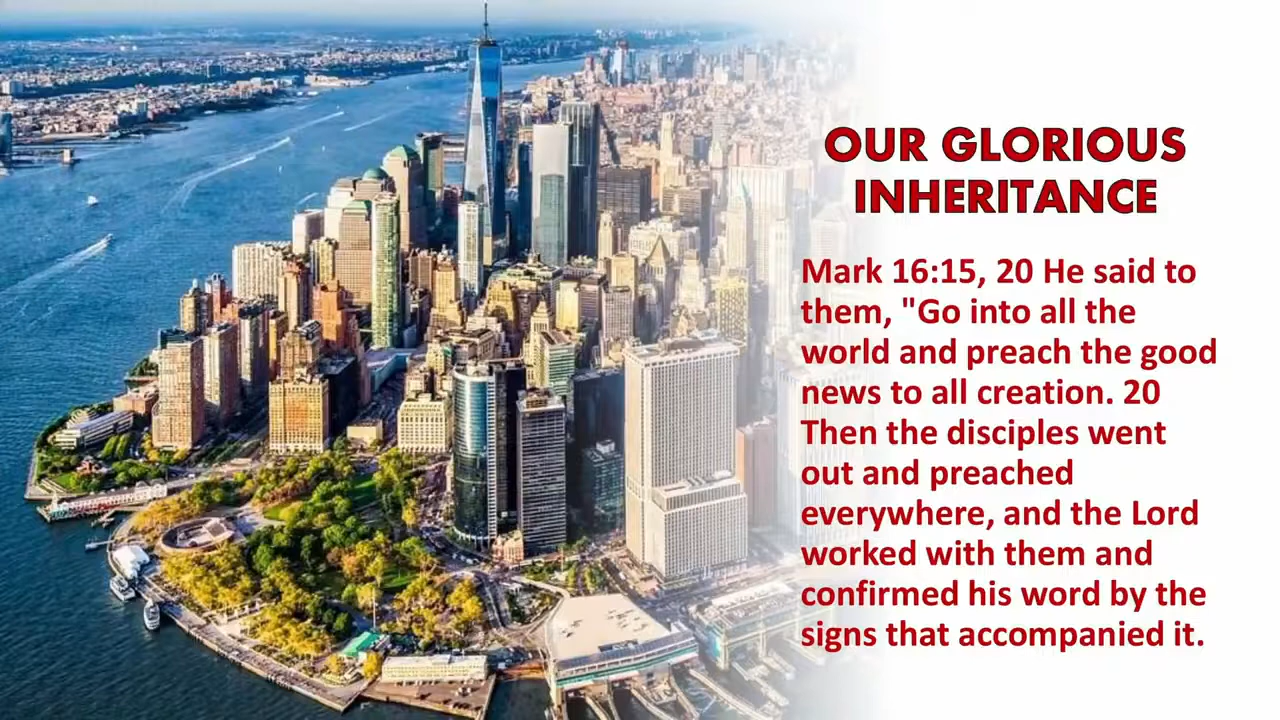 OUR GLORIOUS
INHERITANCE
Mark 16:15, 20 He said to
them, "Go into all the
world and preach the good
news to all creation. 20
Then the disciples went
out and preached
everywhere, and the Lord
worked with them and
confirmed his word by the
signs that accompanied it.